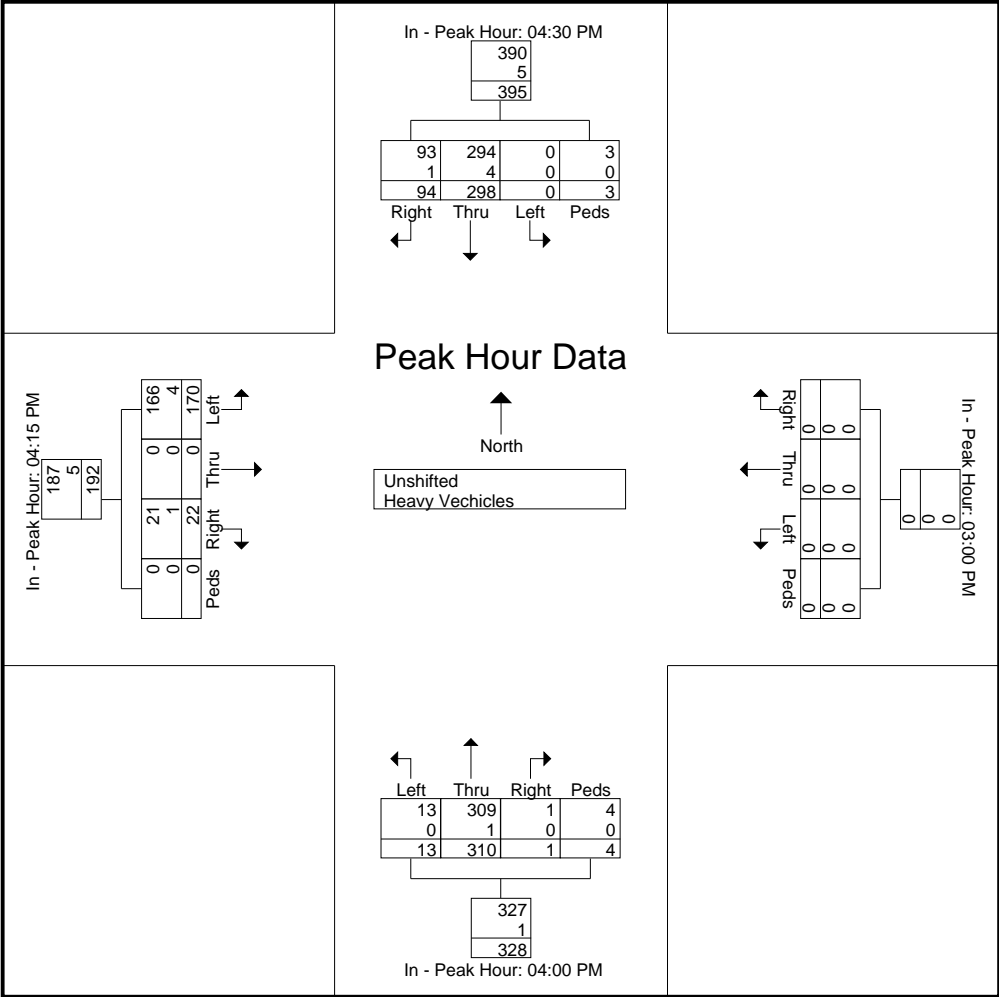 In - Peak Hour: 04:30 PM
390
5
395
93 294 0 3
1 4 0 0
94 298 0 3
Right Thru Left Peds
Peak Hour Data
North
Unshifted
Heavy Vechicles
In - Peak Hour: 04:15 PM
187
5
192
166 0 21 0
4 0 1 0
170 0 22 0
Left Thru Right Peds
Right Thru Left Peds
0 0 0 0
0 0 0 0
0 0 0 0
0
0
0
In - Peak Hour: 03:00 PM
Left Thru Right Peds
13 309 1 4
0 1 0 0
13 310 1 4
327
1
328
In - Peak Hour: 04:00 PM